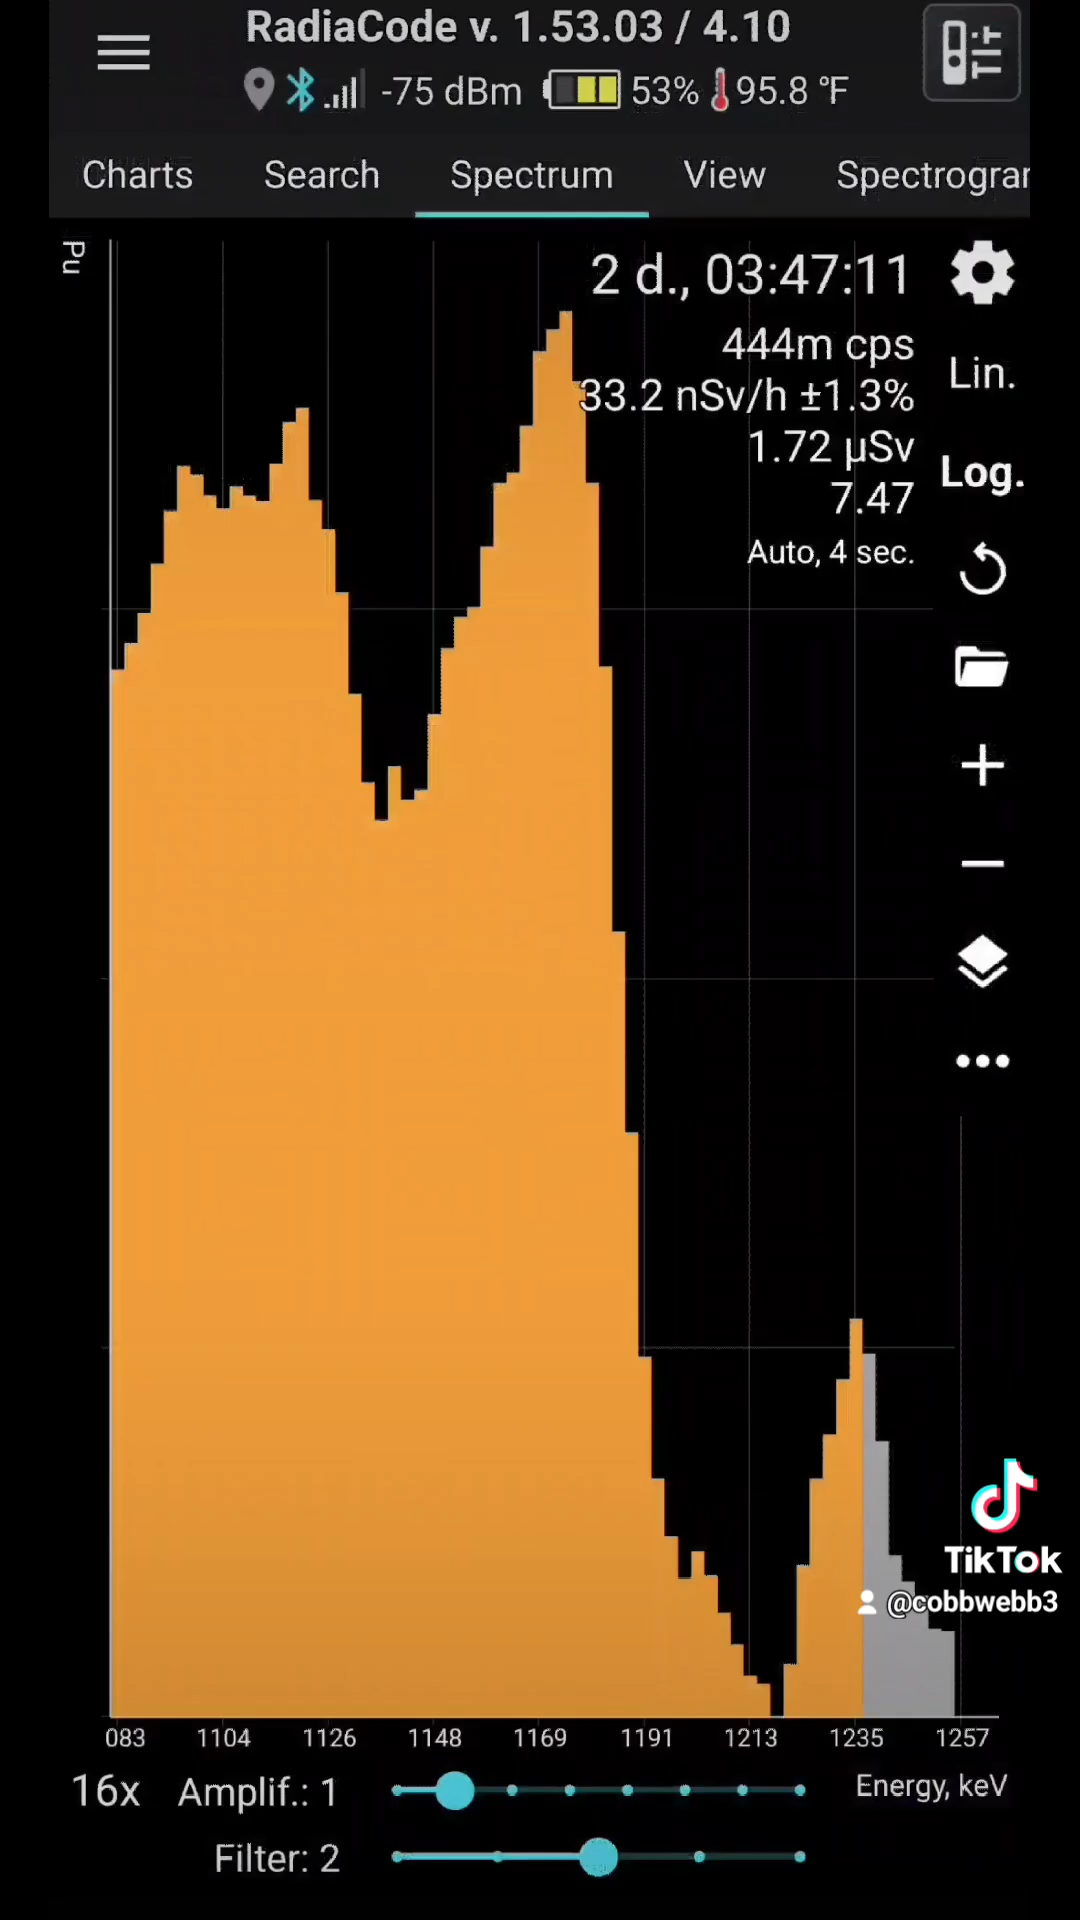 RadiaCode v. 1.53.03 / 4.10
-75 dBm 53% 95.8 °F
Charts Search Spectrum View Spectrogran
Pu
2 d., 03:47:11
444m cps
33.2 nSv/h ±1.3%
1.72 µSv
7.47
Auto, 4 sec.
Lin.
Log.
TikTok
@cobbwebb3
083 1104 1126 1148 1169 1191 1213 1235 1257
16x Amplif.: 1 Energy, keV
Filter: 2